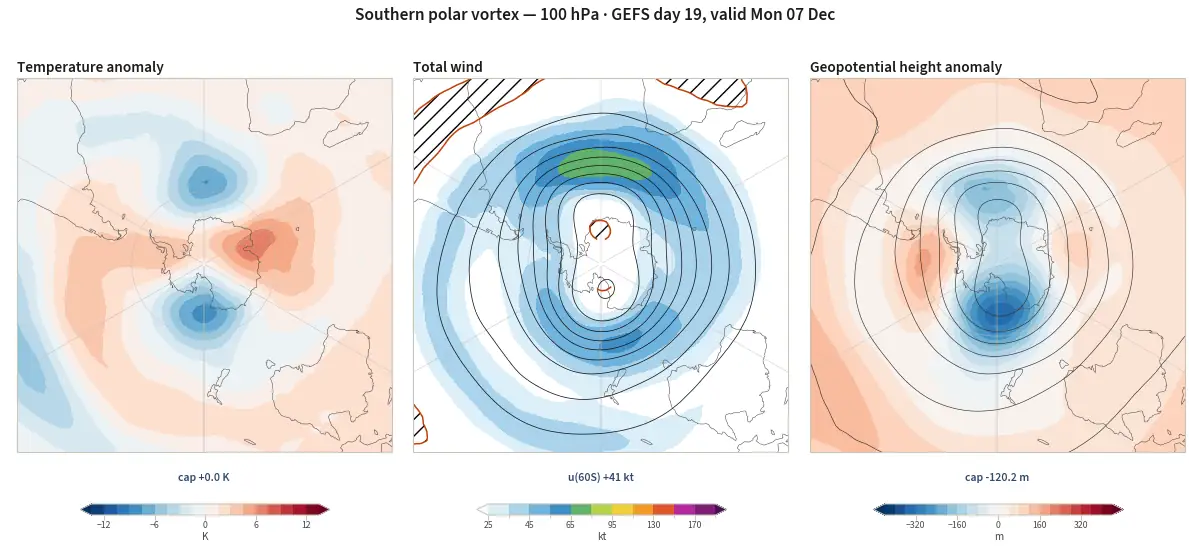 Southern polar vortex — 100 hPa · GEFS day 19, valid Mon 07 Dec
Temperature anomaly
Total wind
Geopotential height anomaly
cap +0.0 K
u(60S) +41 kt
cap -120.2 m
−12 −6 0 6 12
K
25 45 65 95 130 170
kt
−320 −160 0 160 320
m